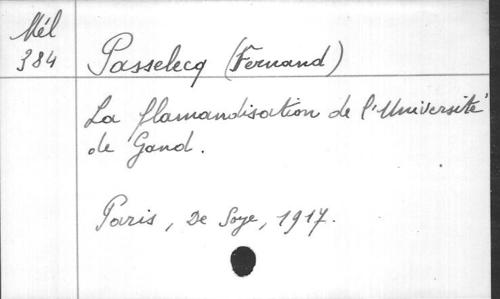 Mél
384
Passelecq (Fernand)
La flamandisation de l'Université
de Gand.
Paris, De Soye, 1917.